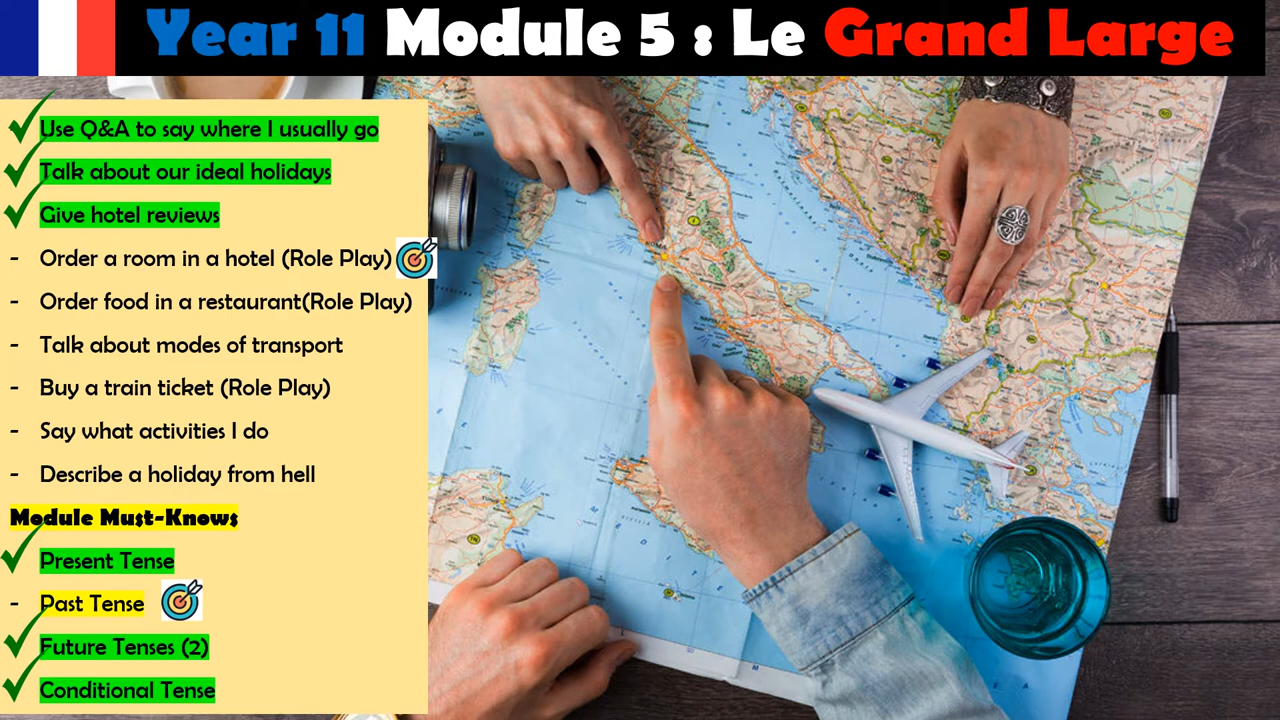 Year 11 Module 5 : Le Grand Large
Use Q&A to say where I usually go
Talk about our ideal holidays
Give hotel reviews
- Order a room in a hotel (Role Play)
- Order food in a restaurant(Role Play)
- Talk about modes of transport
- Buy a train ticket (Role Play)
- Say what activities I do
- Describe a holiday from hell
Module Must-Knows
Present Tense
- Past Tense
Future Tenses (2)
Conditional Tense